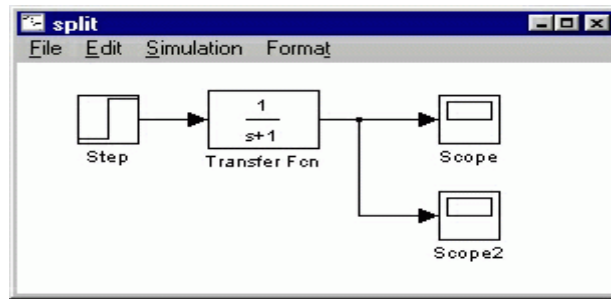 split
File Edit Simulation Format
1
s+1
Step
Transfer Fcn
Scope
Scope2